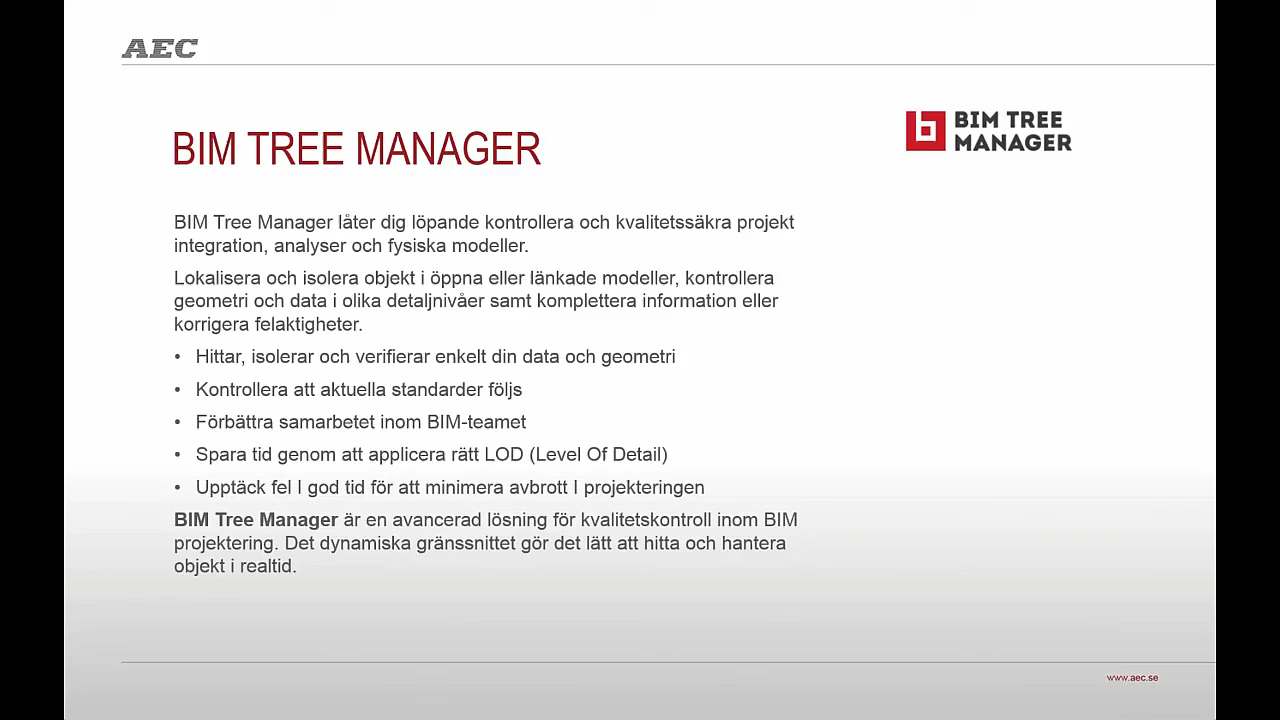 AEC
BIM TREE MANAGER
BIM TREE
MANAGER
BIM Tree Manager låter dig löpande kontrollera och kvalitetssäkra projekt
integration, analyser och fysiska modeller.
Lokalisera och isolera objekt i öppna eller länkade modeller, kontrollera
geometri och data i olika detaljnivåer samt komplettera information eller
korrigera felaktigheter.
• Hittar, isolerar och verifierar enkelt din data och geometri
• Kontrollera att aktuella standarder följs
• Förbättra samarbetet inom BIM-teamet
• Spara tid genom att applicera rätt LOD (Level Of Detail)
• Upptäck fel I god tid för att minimera avbrott I projekteringen
BIM Tree Manager är en avancerad lösning för kvalitetskontroll inom BIM
projektering. Det dynamiska gränssnittet gör det lätt att hitta och hantera
objekt i realtid.
www.aec.se